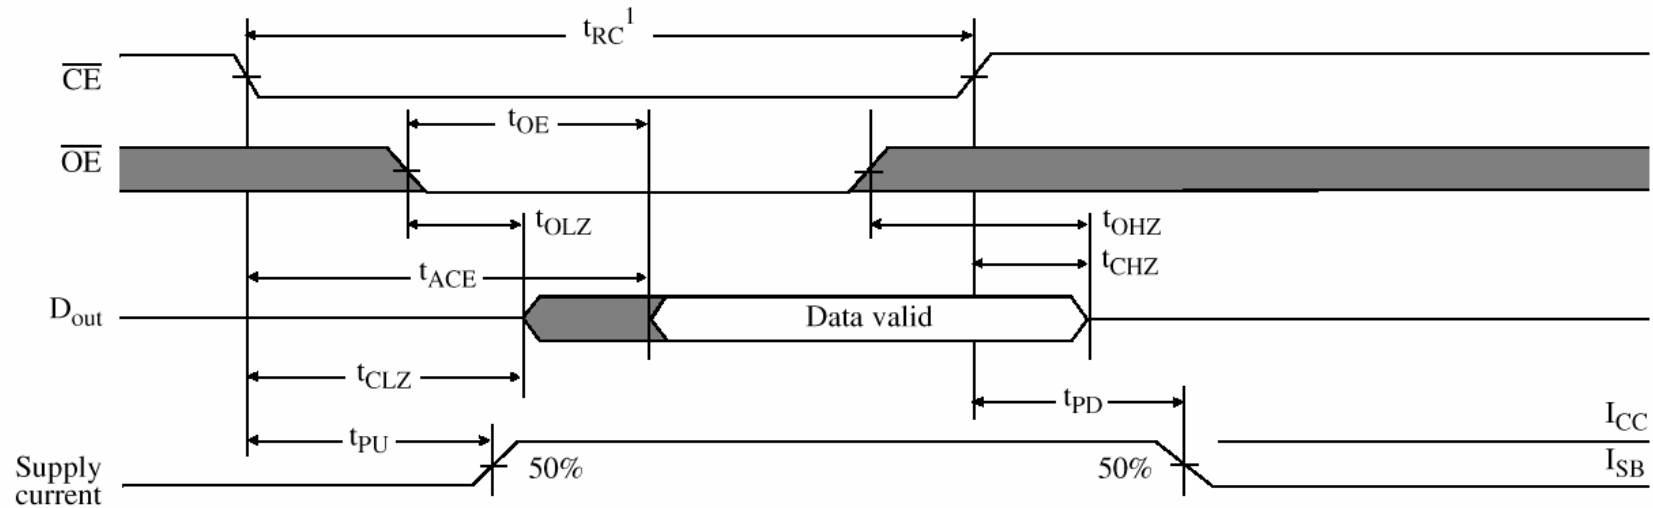 tRC1
CE
tOE
OE
tOLZ
tOHZ
tACE
tCHZ
Dout
Data valid
tCLZ
tPD
ICC
tPU
Supply
current
50%
50%
ISB